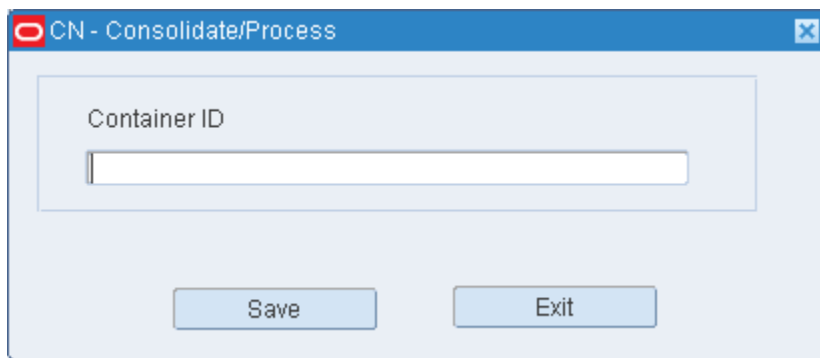 CN - Consolidate/Process
Container ID
Save Exit